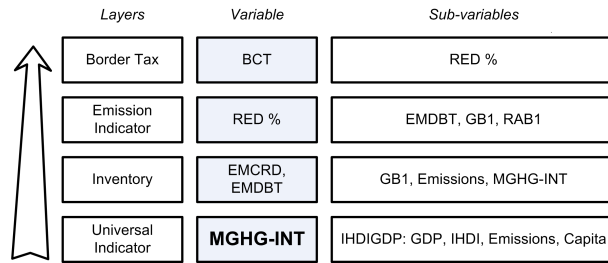 Layers Variable Sub-variables
Border Tax BCT RED %
Emission
Indicator RED % EMDBT, GB1, RAB1
Inventory EMCRD,
EMDBT GB1, Emissions, MGHG-INT
Universal
Indicator MGHG-INT IHDIGDP: GDP, IHDI, Emissions, Capita